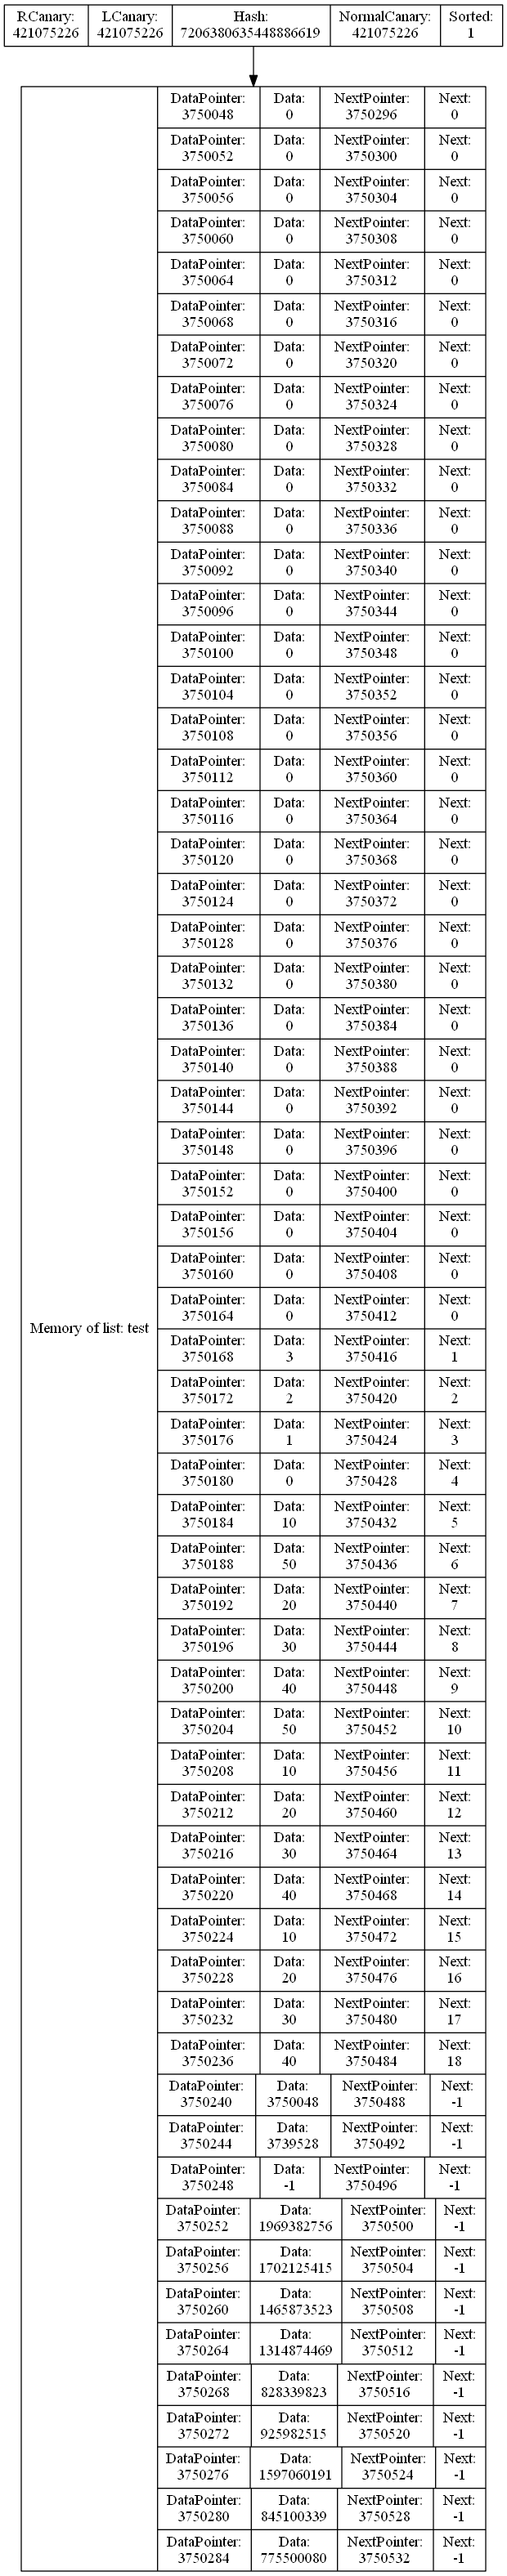 RCanary: LCanary: Hash: NormalCanary: Sorted:
421075226 421075226 7206380635448886619 421075226 1
DataPointer: Data: NextPointer: Next:
3750048 0 3750296 0
DataPointer: Data: NextPointer: Next:
3750052 0 3750300 0
DataPointer: Data: NextPointer: Next:
3750056 0 3750304 0
DataPointer: Data: NextPointer: Next:
3750060 0 3750308 0
DataPointer: Data: NextPointer: Next:
3750064 0 3750312 0
DataPointer: Data: NextPointer: Next:
3750068 0 3750316 0
DataPointer: Data: NextPointer: Next:
3750072 0 3750320 0
DataPointer: Data: NextPointer: Next:
3750076 0 3750324 0
DataPointer: Data: NextPointer: Next:
3750080 0 3750328 0
DataPointer: Data: NextPointer: Next:
3750084 0 3750332 0
DataPointer: Data: NextPointer: Next:
3750088 0 3750336 0
DataPointer: Data: NextPointer: Next:
3750092 0 3750340 0
DataPointer: Data: NextPointer: Next:
3750096 0 3750344 0
DataPointer: Data: NextPointer: Next:
3750100 0 3750348 0
DataPointer: Data: NextPointer: Next:
3750104 0 3750352 0
DataPointer: Data: NextPointer: Next:
3750108 0 3750356 0
DataPointer: Data: NextPointer: Next:
3750112 0 3750360 0
DataPointer: Data: NextPointer: Next:
3750116 0 3750364 0
DataPointer: Data: NextPointer: Next:
3750120 0 3750368 0
DataPointer: Data: NextPointer: Next:
3750124 0 3750372 0
DataPointer: Data: NextPointer: Next:
3750128 0 3750376 0
DataPointer: Data: NextPointer: Next:
3750132 0 3750380 0
DataPointer: Data: NextPointer: Next:
3750136 0 3750384 0
DataPointer: Data: NextPointer: Next:
3750140 0 3750388 0
DataPointer: Data: NextPointer: Next:
3750144 0 3750392 0
DataPointer: Data: NextPointer: Next:
3750148 0 3750396 0
DataPointer: Data: NextPointer: Next:
3750152 0 3750400 0
DataPointer: Data: NextPointer: Next:
3750156 0 3750404 0
DataPointer: Data: NextPointer: Next:
3750160 0 3750408 0
DataPointer: Data: NextPointer: Next:
3750164 0 3750412 0
Memory of list: test
DataPointer: Data: NextPointer: Next:
3750168 3 3750416 1
DataPointer: Data: NextPointer: Next:
3750172 2 3750420 2
DataPointer: Data: NextPointer: Next:
3750176 1 3750424 3
DataPointer: Data: NextPointer: Next:
3750180 0 3750428 4
DataPointer: Data: NextPointer: Next:
3750184 10 3750432 5
DataPointer: Data: NextPointer: Next:
3750188 50 3750436 6
DataPointer: Data: NextPointer: Next:
3750192 20 3750440 7
DataPointer: Data: NextPointer: Next:
3750196 30 3750444 8
DataPointer: Data: NextPointer: Next:
3750200 40 3750448 9
DataPointer: Data: NextPointer: Next:
3750204 50 3750452 10
DataPointer: Data: NextPointer: Next:
3750208 10 3750456 11
DataPointer: Data: NextPointer: Next:
3750212 20 3750460 12
DataPointer: Data: NextPointer: Next:
3750216 30 3750464 13
DataPointer: Data: NextPointer: Next:
3750220 40 3750468 14
DataPointer: Data: NextPointer: Next:
3750224 10 3750472 15
DataPointer: Data: NextPointer: Next:
3750228 20 3750476 16
DataPointer: Data: NextPointer: Next:
3750232 30 3750480 17
DataPointer: Data: NextPointer: Next:
3750236 40 3750484 18
DataPointer: Data: NextPointer: Next:
3750240 3750048 3750488 -1
DataPointer: Data: NextPointer: Next:
3750244 3739528 3750492 -1
DataPointer: Data: NextPointer: Next:
3750248 -1 3750496 -1
DataPointer: Data: NextPointer: Next:
3750252 1969382756 3750500 -1
DataPointer: Data: NextPointer: Next:
3750256 1702125415 3750504 -1
DataPointer: Data: NextPointer: Next:
3750260 1465873523 3750508 -1
DataPointer: Data: NextPointer: Next:
3750264 1314874469 3750512 -1
DataPointer: Data: NextPointer: Next:
3750268 828339823 3750516 -1
DataPointer: Data: NextPointer: Next:
3750272 925982515 3750520 -1
DataPointer: Data: NextPointer: Next:
3750276 1597060191 3750524 -1
DataPointer: Data: NextPointer: Next:
3750280 845100339 3750528 -1
DataPointer: Data: NextPointer: Next:
3750284 775500080 3750532 -1